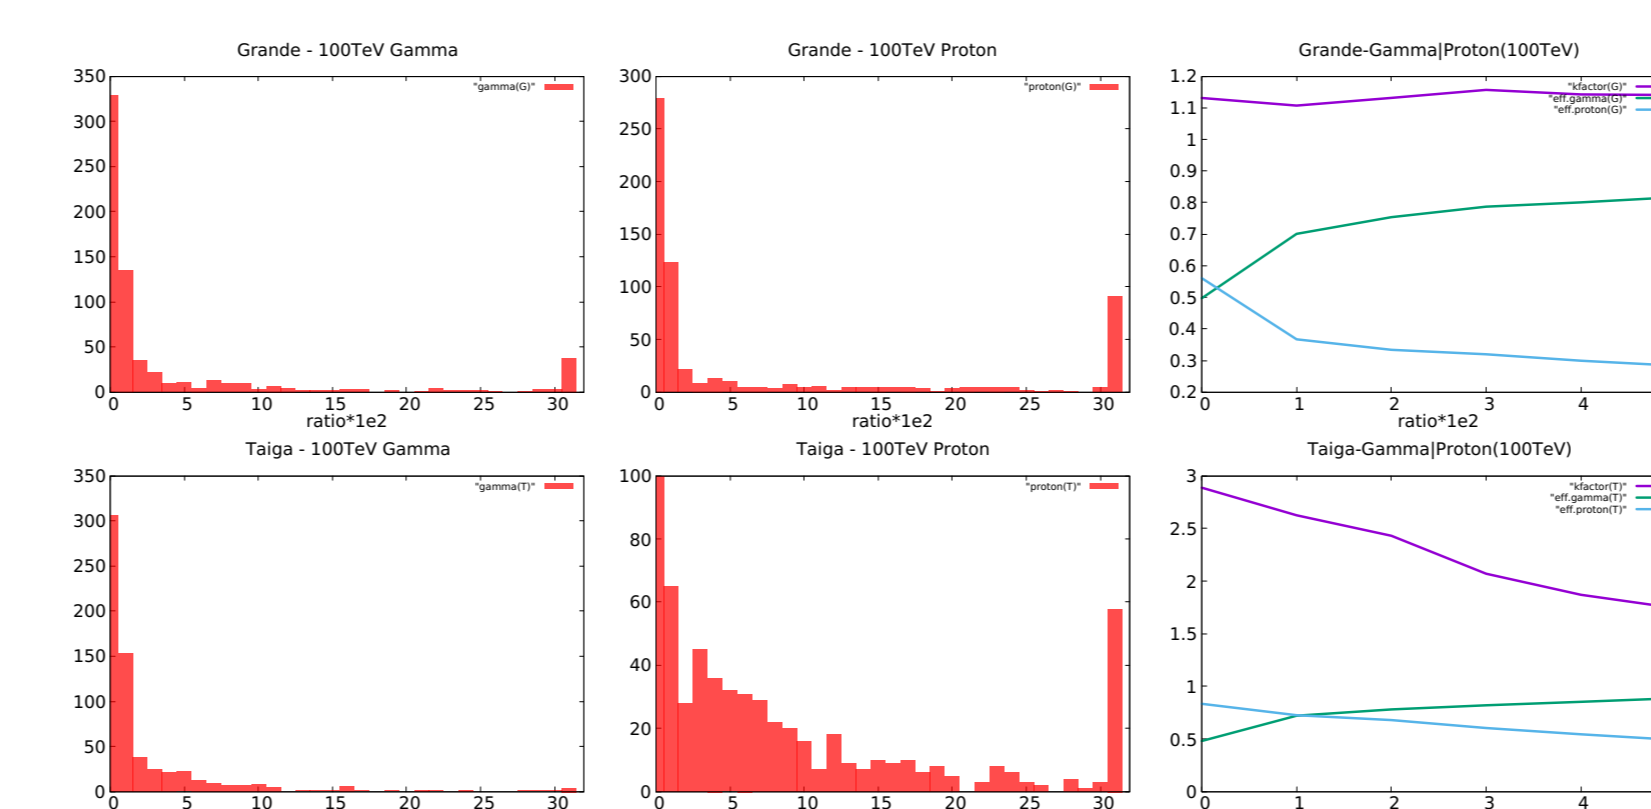 Grande - 100TeV Gamma
350
300
250
200
150
100
50
0
"gamma(G)"
0 5 10 15 20 25 30
ratio*1e2
Grande - 100TeV Proton
300
250
200
150
100
50
0
"proton(G)"
0 5 10 15 20 25 30
ratio*1e2
Grande-Gamma|Proton(100TeV)
1.2
1.1
1
0.9
0.8
0.7
0.6
0.5
0.4
0.3
0.2
"kfactor(G)"
"eff.gamma(G)"
"eff.proton(G)"
0 1 2 3 4
ratio*1e2
Taiga - 100TeV Gamma
350
300
250
200
150
100
50
0
"gamma(T)"
0 5 10 15 20 25 30
Taiga - 100TeV Proton
100
80
60
40
20
0
"proton(T)"
0 5 10 15 20 25 30
Taiga-Gamma|Proton(100TeV)
3
2.5
2
1.5
1
0.5
0
"kfactor(T)"
"eff.gamma(T)"
"eff.proton(T)"
0 1 2 3 4